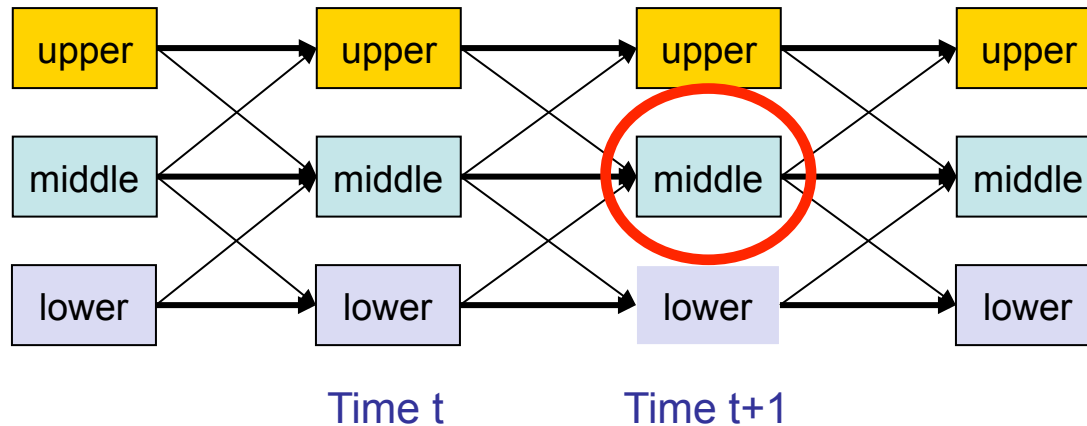 upper upper upper upper
middle middle middle middle
lower lower lower lower
Time t Time t+1